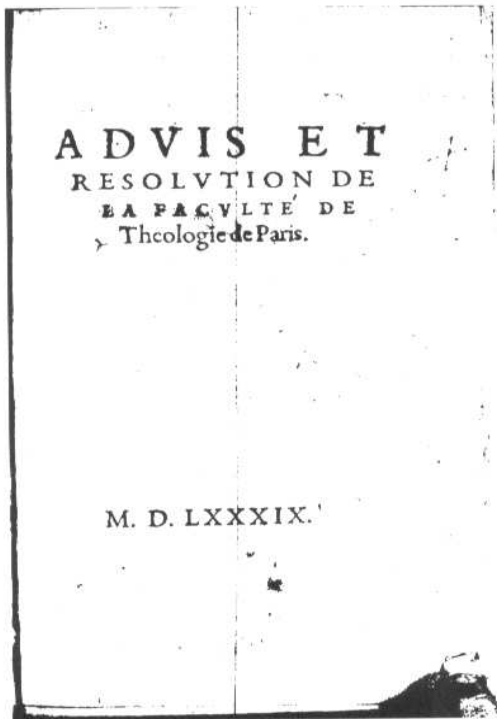 ADVIS ET
RESOLVTION DE
LA FACVLTE' DE
Theologie de Paris.
M. D. LXXXIX.